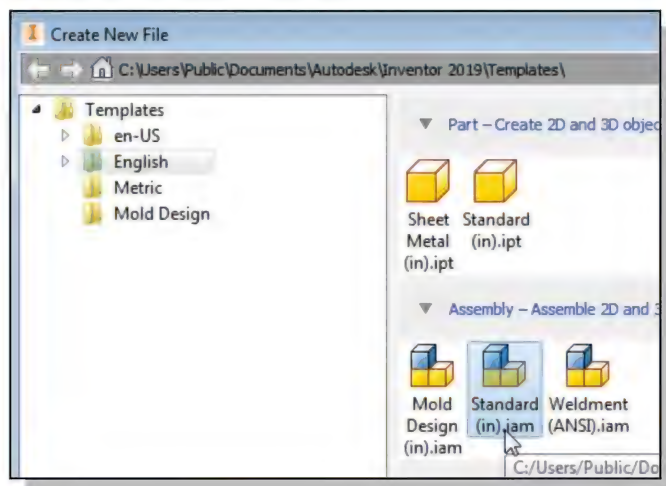 Create New File
C:\Users\Public\Documents\Autodesk\Inventor 2019\Templates\
Templates
en-US
English
Metric
Mold Design
Part – Create 2D and 3D objec
Sheet Metal (in).ipt
Standard (in).ipt
Assembly – Assemble 2D and 3
Mold Design (in).iam
Standard (in).iam
Weldment (ANSI).iam
C:/Users/Public/Do